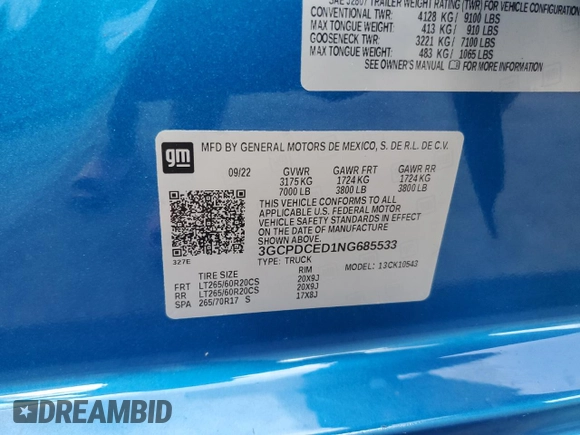 SAE J2807 TRAILER WEIGHT RATING (TWR) FOR VEHICLE CONFIGURATION
CONVENTIONAL TWR: 4128 KG / 9100 LBS
MAX TONGUE WT: 413 KG / 910 LBS
GOOSENECK TWR: 3221 KG / 7100 LBS
MAX TONGUE WT: 483 KG / 1065 LBS
SEE OWNER'S MANUAL FOR MORE INFORMATION
gm
MFD BY GENERAL MOTORS DE MEXICO, S. DE R.L. DE C.V.
09/22 GVWR GAWR FRT GAWR RR
3175 KG 1724 KG 1724 KG
7000 LB 3800 LB 3800 LB
THIS VEHICLE CONFORMS TO ALL
APPLICABLE U.S. FEDERAL MOTOR
VEHICLE SAFETY STANDARDS IN EFFECT
ON THE DATE OF MANUFACTURE SHOWN ABOVE.
3GCPDCED1NG685533
327E
TYPE: TRUCK MODEL: 13CK10543
TIRE SIZE RIM
FRT LT265/60R20CS 20X9J
RR LT265/60R20CS 20X9J
SPA 265/70R17 S 17X8J
DREAMBID